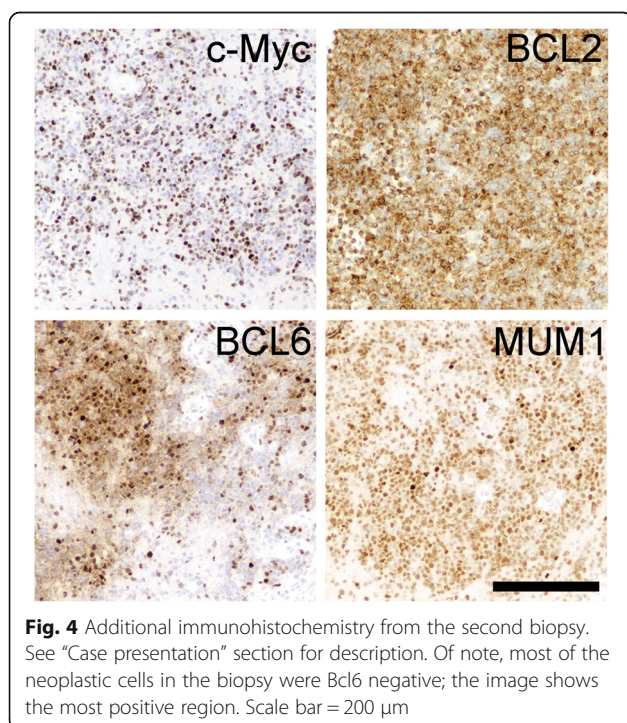 c-Myc
BCL2
BCL6
MUM1
Fig. 4 Additional immunohistochemistry from the second biopsy.
See “Case presentation” section for description. Of note, most of the
neoplastic cells in the biopsy were Bcl6 negative; the image shows
the most positive region. Scale bar = 200 μm